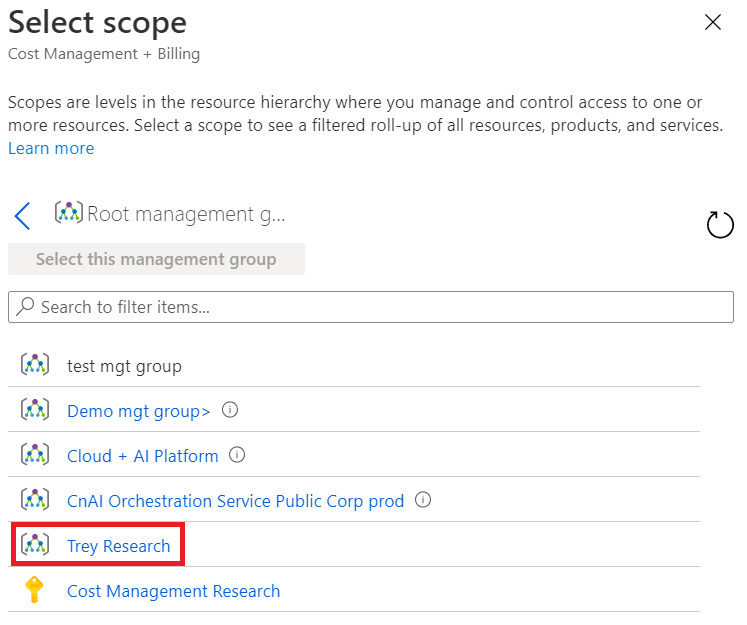 Select scope
Cost Management + Billing
Scopes are levels in the resource hierarchy where you manage and control access to one or
more resources. Select a scope to see a filtered roll-up of all resources, products, and services.
Learn more
Root management g...
Select this management group
Search to filter items...
test mgt group
Demo mgt group>
Cloud + AI Platform
CnAI Orchestration Service Public Corp prod
Trey Research
Cost Management Research